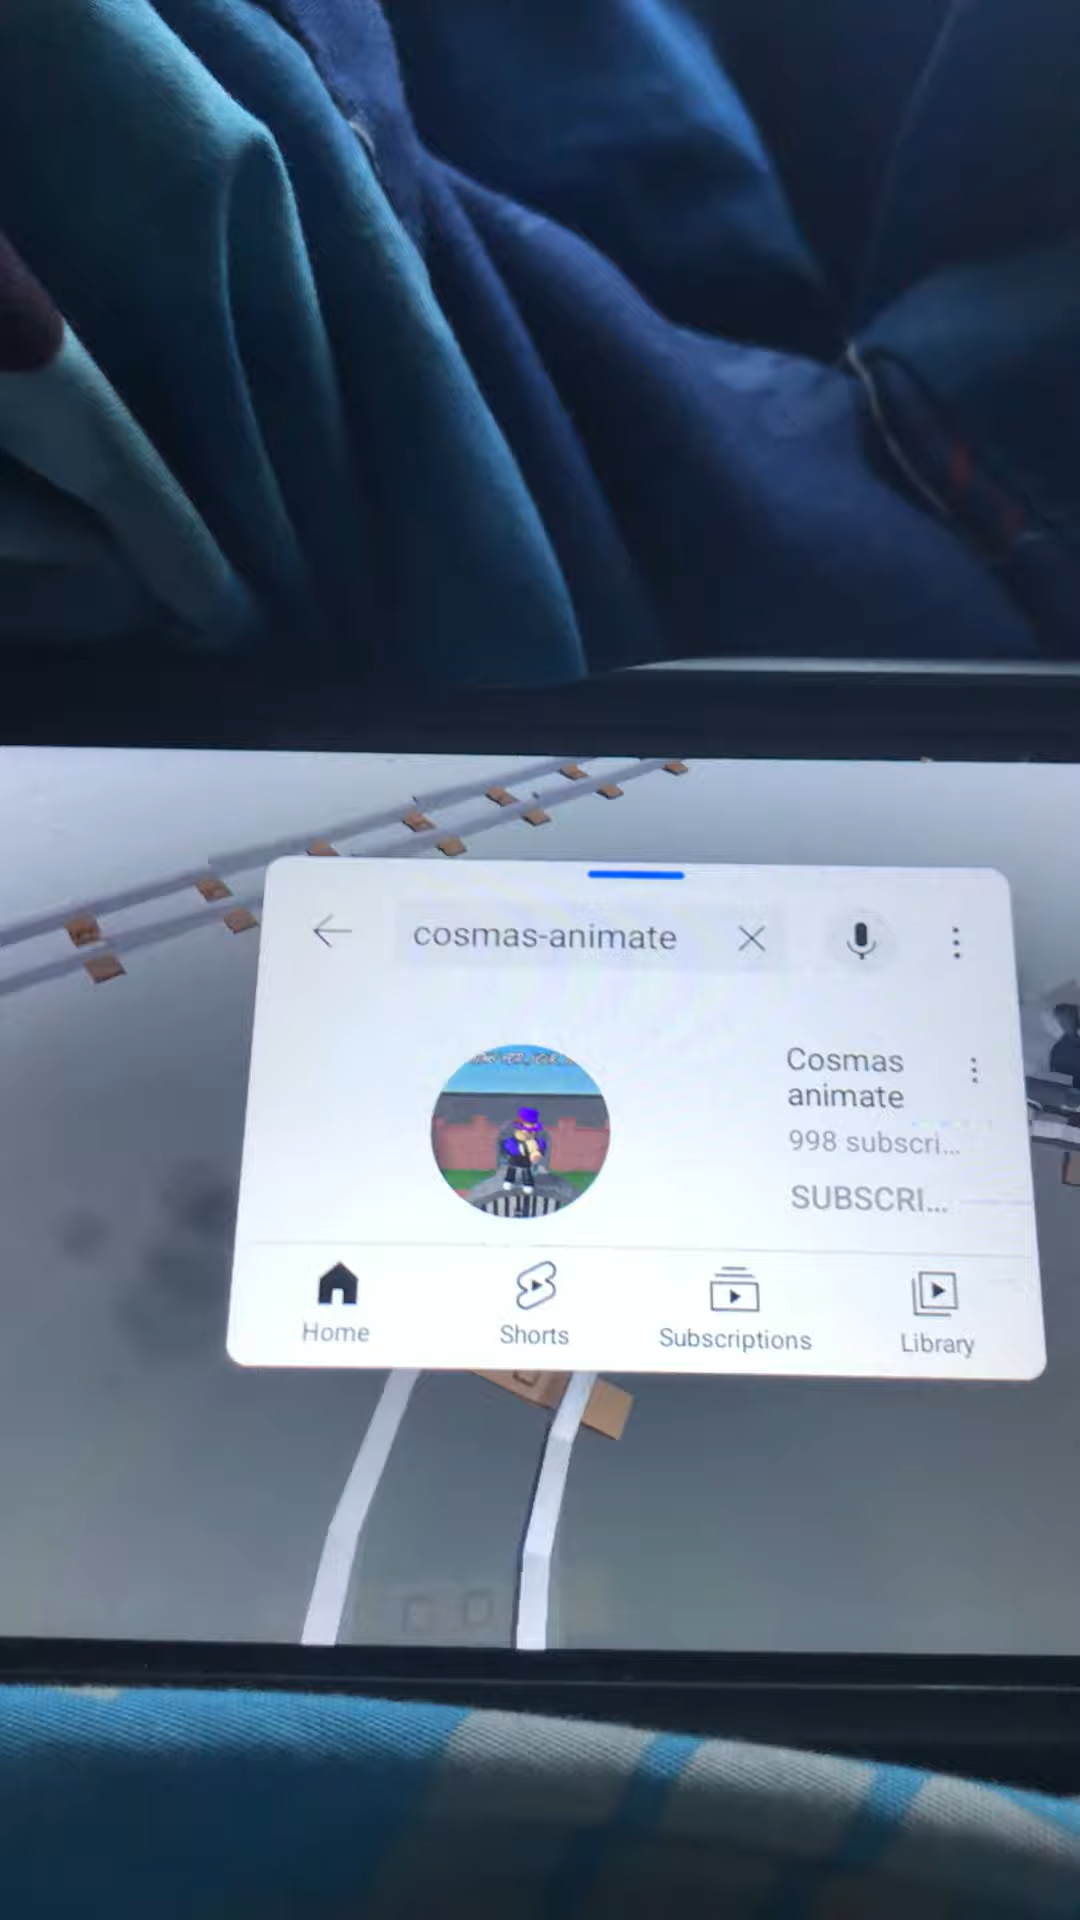 cosmas-animate
Cosmas
animate
998 subscri...
SUBSCRI...
Home
Shorts
Subscriptions
Library